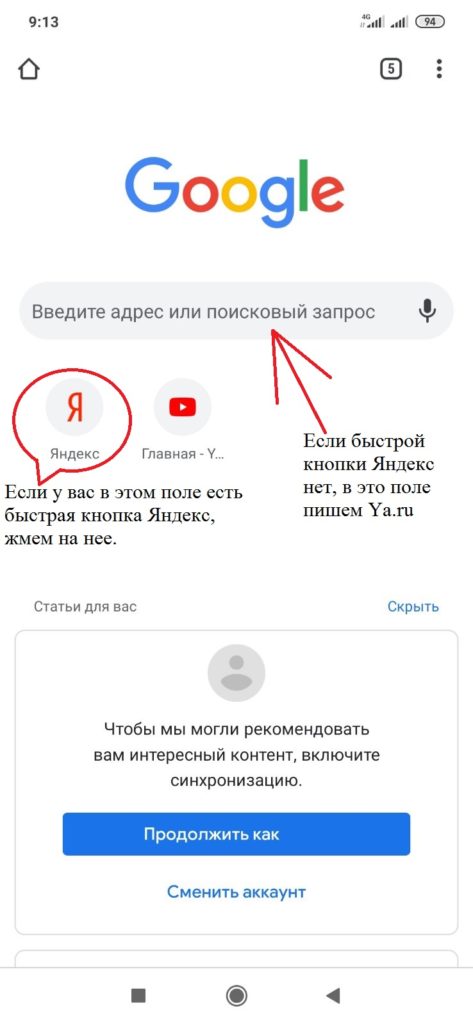 9:13
4G
94
5
Google
Введите адрес или поисковый запрос
Я
Яндекс
Главная - Y...
Если у вас в этом поле есть
быстрая кнопка Яндекс,
жмем на нее.
Если быстрой
кнопки Яндекс
нет, в это поле
пишем Ya.ru
Статьи для вас
Скрыть
Чтобы мы могли рекомендовать
вам интересный контент, включите
синхронизацию.
Продолжить как
Сменить аккаунт